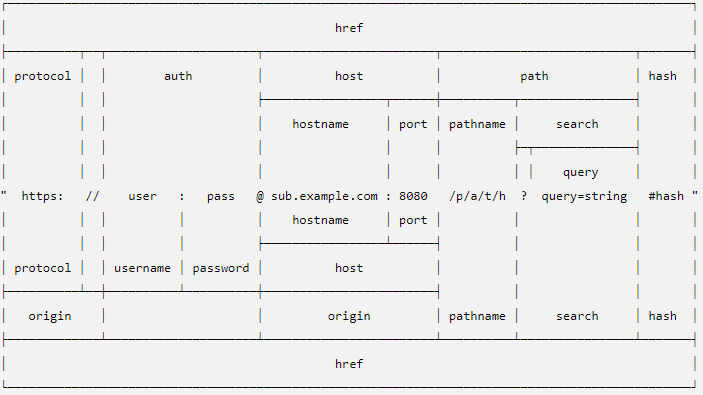 href
protocol auth host path hash
hostname port pathname search
query
" https: // user : pass @ sub.example.com : 8080 /p/a/t/h ? query=string #hash "
hostname port
protocol username password host
origin origin pathname search hash
href